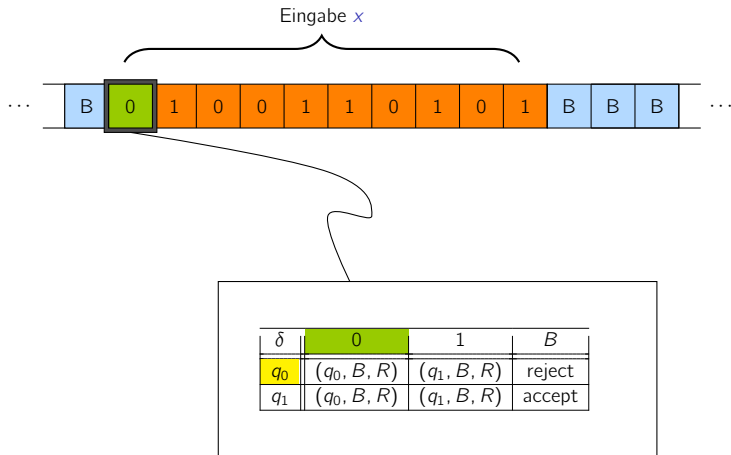 Eingabe x
··· B 0 1 0 0 1 1 0 1 0 1 B B B ···
δ 0 1 B
q₀ (q₀, B, R) (q₁, B, R) reject
q₁ (q₀, B, R) (q₁, B, R) accept